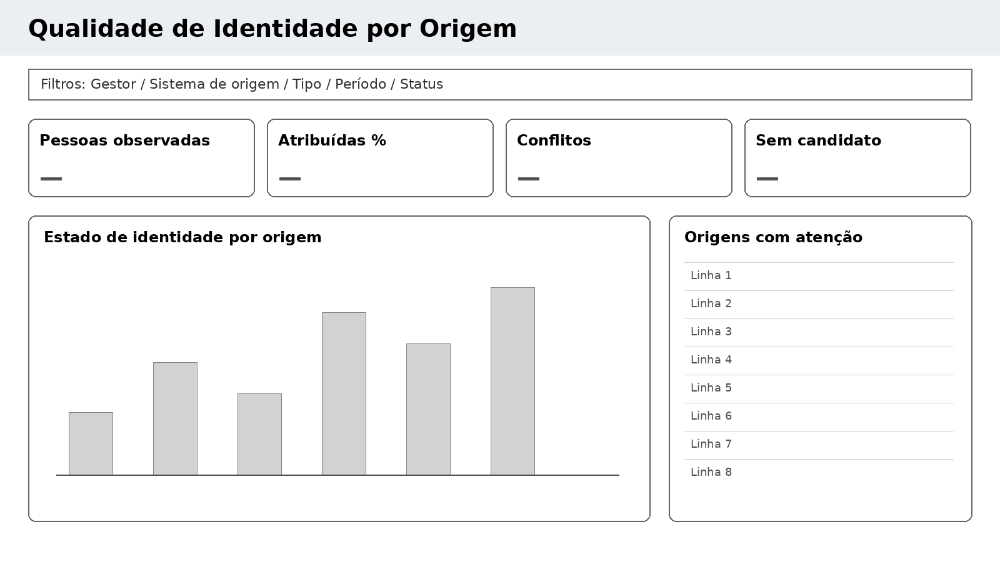 Qualidade de Identidade por Origem
Filtros: Gestor / Sistema de origem / Tipo / Período / Status
Pessoas observadas
—
Atribuídas %
—
Conflitos
—
Sem candidato
—
Estado de identidade por origem
Origens com atenção
Linha 1
Linha 2
Linha 3
Linha 4
Linha 5
Linha 6
Linha 7
Linha 8